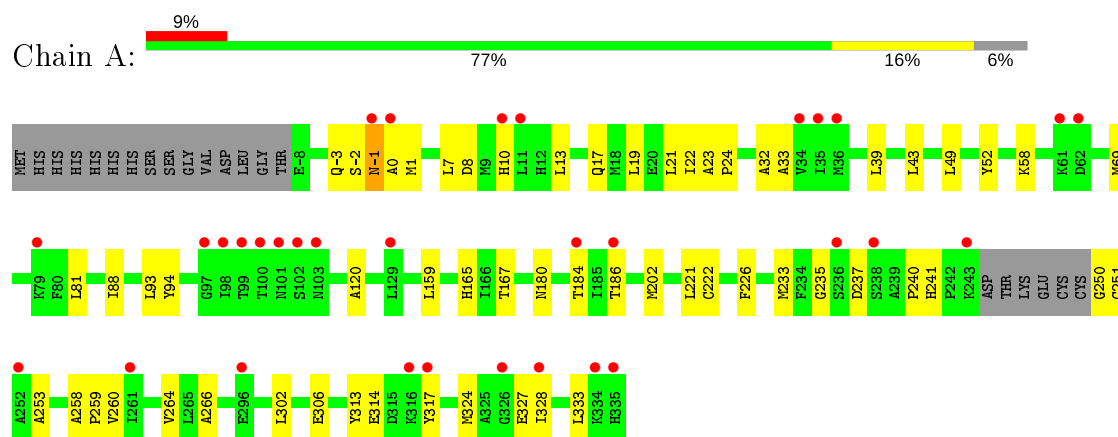 9%
Chain A:
77% 16% 6%
MET HIS HIS HIS HIS HIS HIS SER SER GLY VAL ASP LEU GLY THR E-8 Q-3 S-2 N-1 A0 M1 L7 D8 M9 H10 L11 H12 L13 Q17 M18 L19 E20 L21 I22 A23 P24 A32 A33 V34 I35 M36 L39 L43 L49 Y52 K58 K61 D62 M69
K79 F80 L81 I88 L93 Y94 G97 I98 T99 T100 N101 S102 N103 A120 L129 L159 H165 I166 T167 N180 T184 I185 T186 M202 L221 C222 F226 M233 F234 G235 S236 D237 S238 A239 P240 H241 P242 K243 ASP THR LYS GLU CYS CYS G250 C251
A252 A253 A258 P259 V260 I261 V264 L265 A266 E296 L302 E306 Y313 E314 D315 K316 Y317 M324 A325 G326 E327 I328 L333 K334 H335